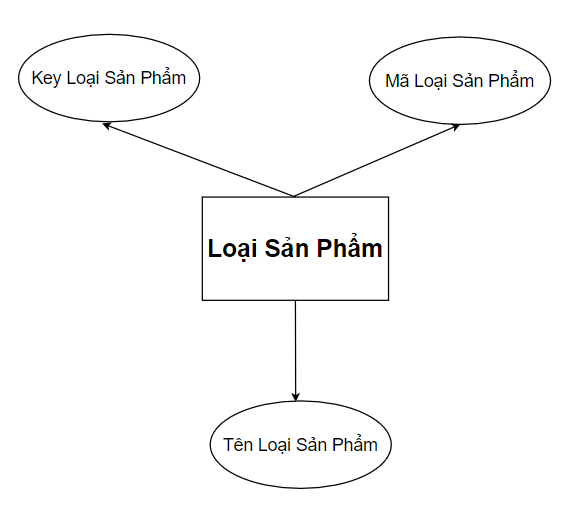 Key Loại Sản Phẩm
Mã Loại Sản Phẩm
Loại Sản Phẩm
Tên Loại Sản Phẩm